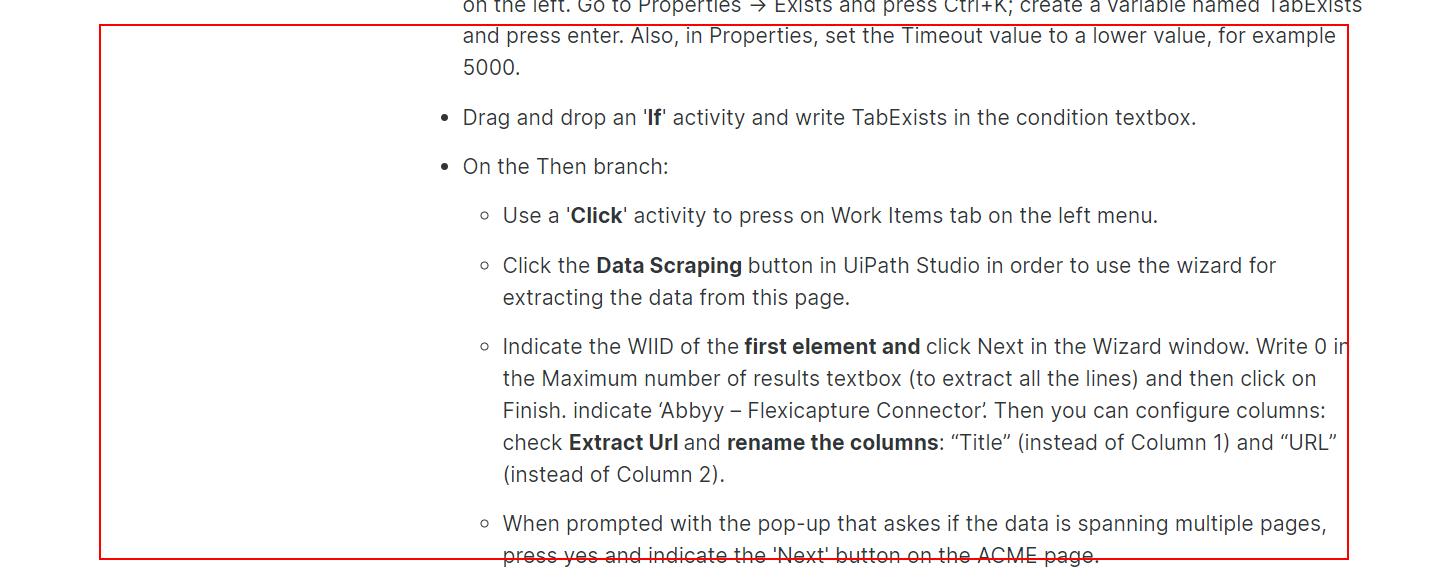 on the left. Go to Properties → Exists and press Ctrl+K; create a variable named TabExists
and press enter. Also, in Properties, set the Timeout value to a lower value, for example
5000.
• Drag and drop an 'If' activity and write TabExists in the condition textbox.
• On the Then branch:
◦ Use a 'Click' activity to press on Work Items tab on the left menu.
◦ Click the Data Scraping button in UiPath Studio in order to use the wizard for
extracting the data from this page.
◦ Indicate the WIID of the first element and click Next in the Wizard window. Write 0 in
the Maximum number of results textbox (to extract all the lines) and then click on
Finish. indicate ‘Abbyy – Flexicapture Connector’. Then you can configure columns:
check Extract Url and rename the columns: “Title” (instead of Column 1) and “URL”
(instead of Column 2).
◦ When prompted with the pop-up that askes if the data is spanning multiple pages,
press yes and indicate the 'Next' button on the ACME page.